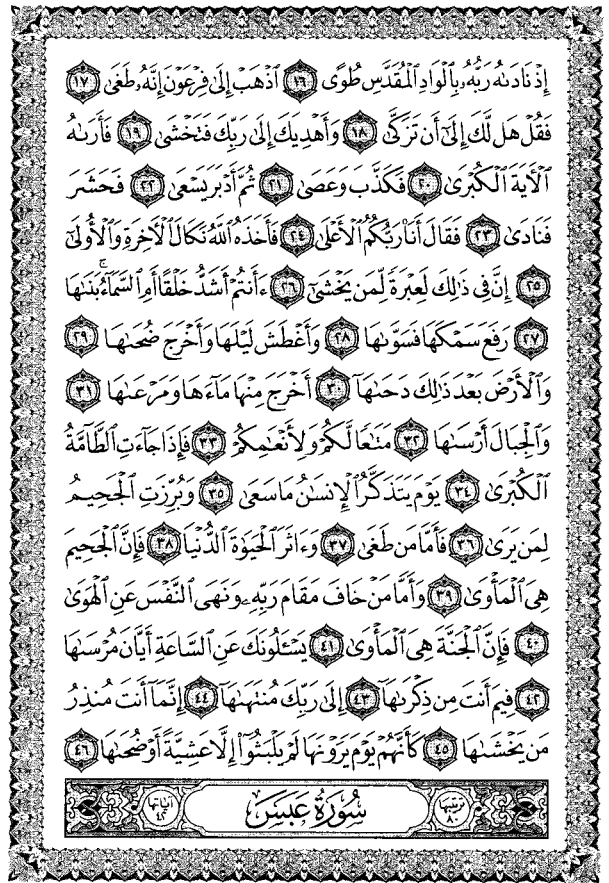 إِذْ نَادَىٰهُ رَبُّهُۥ بِٱلْوَادِ ٱلْمُقَدَّسِ طُوًى ١٦ ٱذْهَبْ إِلَىٰ فِرْعَوْنَ إِنَّهُۥ طَغَىٰ ١٧
فَقُلْ هَل لَّكَ إِلَىٰٓ أَن تَزَكَّىٰ ١٨ وَأَهْدِيَكَ إِلَىٰ رَبِّكَ فَتَخْشَىٰ ١٩ فَأَرَىٰهُ
ٱلْءَايَةَ ٱلْكُبْرَىٰ ٢٠ فَكَذَّبَ وَعَصَىٰ ٢١ ثُمَّ أَدْبَرَ يَسْعَىٰ ٢٢ فَحَشَرَ
فَنَادَىٰ ٢٣ فَقَالَ أَنَا۠ رَبُّكُمُ ٱلْأَعْلَىٰ ٢٤ فَأَخَذَهُ ٱللَّهُ نَكَالَ ٱلْءَاخِرَةِ وَٱلْأُولَىٰٓ
٢٥ إِنَّ فِى ذَٰلِكَ لَعِبْرَةً لِّمَن يَخْشَىٰٓ ٢٦ ءَأَنتُمْ أَشَدُّ خَلْقًا أَمِ ٱلسَّمَآءُ ۚ بَنَىٰهَا
٢٧ رَفَعَ سَمْكَهَا فَسَوَّىٰهَا ٢٨ وَأَغْطَشَ لَيْلَهَا وَأَخْرَجَ ضُحَىٰهَا ٢٩
وَٱلْأَرْضَ بَعْدَ ذَٰلِكَ دَحَىٰهَآ ٣٠ أَخْرَجَ مِنْهَا مَآءَهَا وَمَرْعَىٰهَا ٣١
وَٱلْجِبَالَ أَرْسَىٰهَا ٣٢ مَتَٰعًا لَّكُمْ وَلِأَنْعَٰمِكُمْ ٣٣ فَإِذَا جَآءَتِ ٱلطَّآمَّةُ
ٱلْكُبْرَىٰ ٣٤ يَوْمَ يَتَذَكَّرُ ٱلْإِنسَٰنُ مَا سَعَىٰ ٣٥ وَبُرِّزَتِ ٱلْجَحِيمُ
لِمَن يَرَىٰ ٣٦ فَأَمَّا مَن طَغَىٰ ٣٧ وَءَاثَرَ ٱلْحَيَوٰةَ ٱلدُّنْيَا ٣٨ فَإِنَّ ٱلْجَحِيمَ
هِىَ ٱلْمَأْوَىٰ ٣٩ وَأَمَّا مَنْ خَافَ مَقَامَ رَبِّهِۦ وَنَهَى ٱلنَّفْسَ عَنِ ٱلْهَوَىٰ
٤٠ فَإِنَّ ٱلْجَنَّةَ هِىَ ٱلْمَأْوَىٰ ٤١ يَسْـَٔلُونَكَ عَنِ ٱلسَّاعَةِ أَيَّانَ مُرْسَىٰهَا
٤٢ فِيمَ أَنتَ مِن ذِكْرَىٰهَآ ٤٣ إِلَىٰ رَبِّكَ مُنتَهَىٰهَآ ٤٤ إِنَّمَآ أَنتَ مُنذِرُ
مَن يَخْشَىٰهَا ٤٥ كَأَنَّهُمْ يَوْمَ يَرَوْنَهَا لَمْ يَلْبَثُوٓا۟ إِلَّا عَشِيَّةً أَوْ ضُحَىٰهَا ٤٦
ترتيبها ٨٠ سُورَةُ عَبَسَ آياتها ٤٢